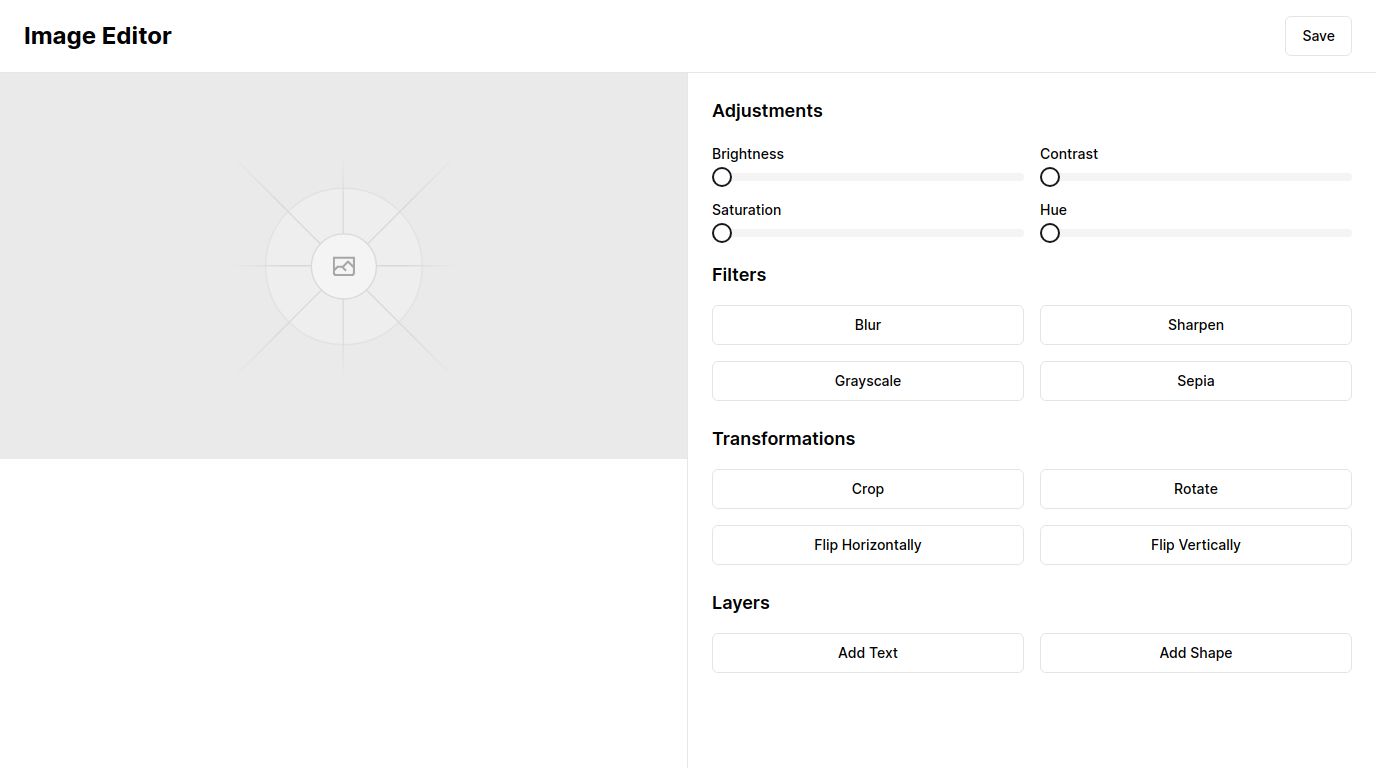 Image Editor
Save
Adjustments
Brightness
Contrast
Saturation
Hue
Filters
Blur
Sharpen
Grayscale
Sepia
Transformations
Crop
Rotate
Flip Horizontally
Flip Vertically
Layers
Add Text
Add Shape